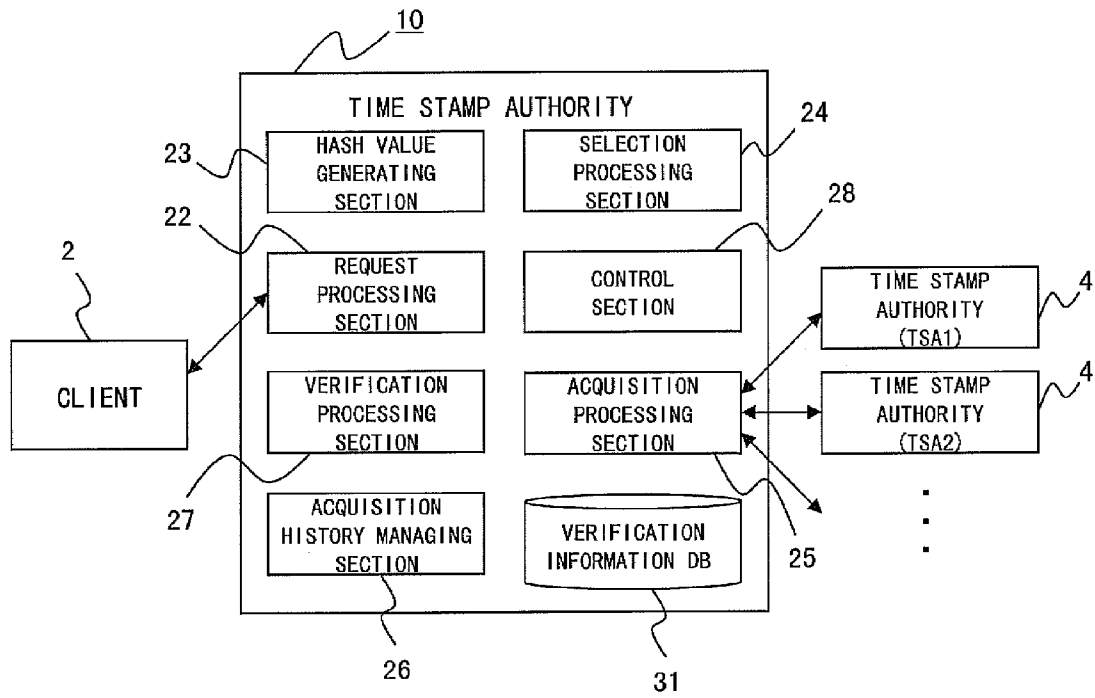 10
TIME STAMP AUTHORITY
23
HASH VALUE
GENERATING
SECTION
SELECTION
PROCESSING
SECTION
24
22
REQUEST
PROCESSING
SECTION
CONTROL
SECTION
28
2
CLIENT
TIME STAMP
AUTHORITY
(TSA1)
4
VERIFICATION
PROCESSING
SECTION
27
ACQUISITION
PROCESSING
SECTION
25
TIME STAMP
AUTHORITY
(TSA2)
4
ACQUISITION
HISTORY MANAGING
SECTION
26
VERIFICATION
INFORMATION DB
31